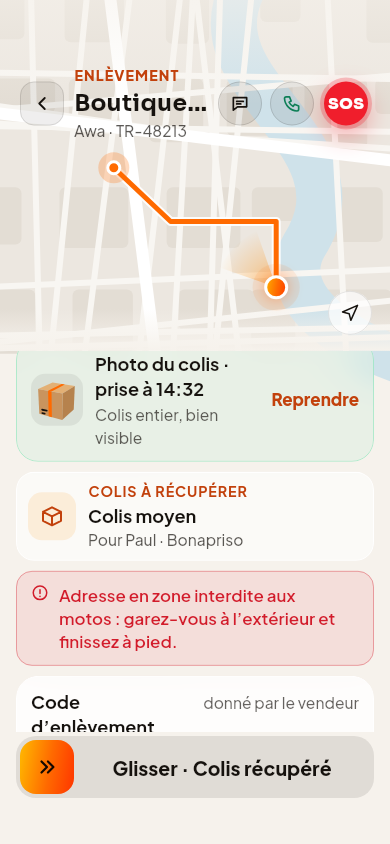 ENLÈVEMENT
Boutique...
SOS
Awa · TR-48213
Photo du colis ·
prise à 14:32
Reprendre
Colis entier, bien
visible
COLIS À RÉCUPÉRER
Colis moyen
Pour Paul · Bonapriso
Adresse en zone interdite aux
motos : garez-vous à l’extérieur et
finissez à pied.
Code
donné par le vendeur
d’enlèvement
Glisser · Colis récupéré